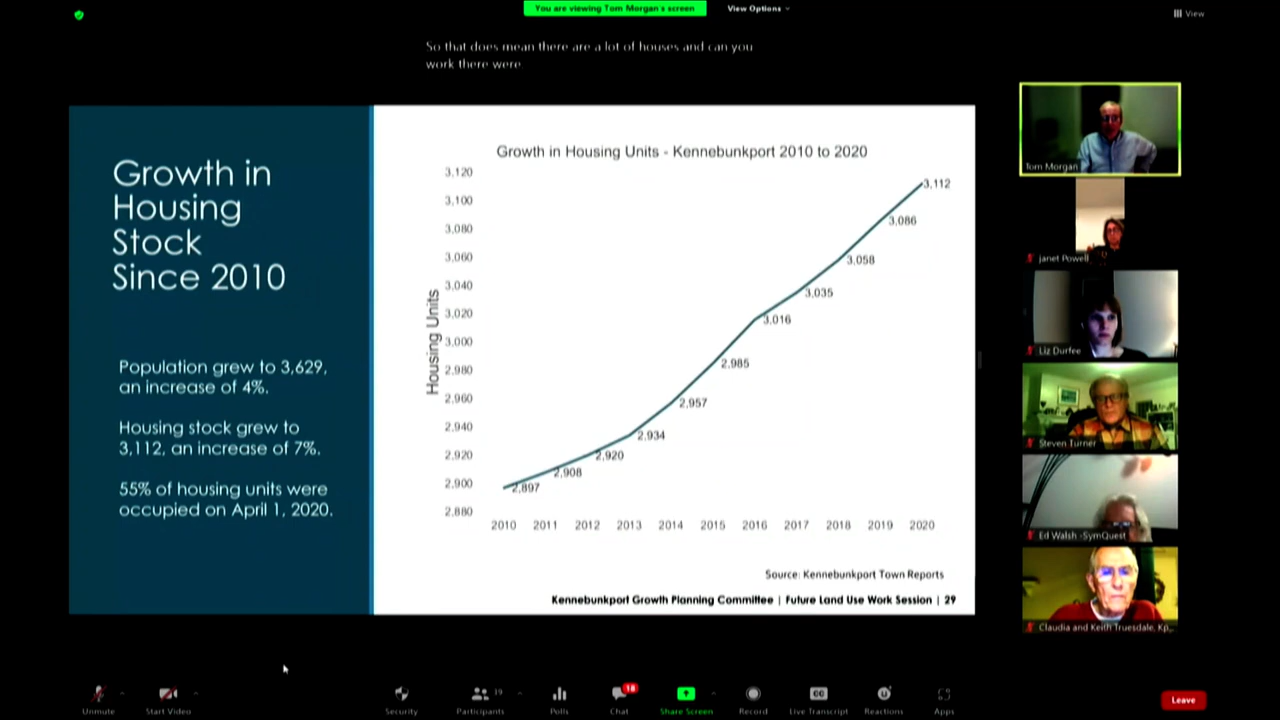 You are viewing Tom Morgan's screen
View Options
View
So that does mean there are a lot of houses and can you
work there were.
Growth in
Housing
Stock
Since 2010
Population grew to 3,629,
an increase of 4%.
Housing stock grew to
3,112, an increase of 7%.
55% of housing units were
occupied on April 1, 2020.
Growth in Housing Units - Kennebunkport 2010 to 2020
Housing Units
3,120
3,100
3,080
3,060
3,040
3,020
3,000
2,980
2,960
2,940
2,920
2,900
2,880
2,897
2,908
2,920
2,934
2,957
2,985
3,016
3,035
3,058
3,086
3,112
2010 2011 2012 2013 2014 2015 2016 2017 2018 2019 2020
Source: Kennebunkport Town Reports
Kennebunkport Growth Planning Committee | Future Land Use Work Session | 29
Tom Morgan
janet Powell
Liz Durfee
Steven Turner
Ed Walsh -SymQuest
Claudia and Keith Truesdale, Kp...
Unmute
Start Video
Security
Participants
19
Polls
Chat
18
Share Screen
Record
CC
Live Transcript
Reactions
Apps
Leave